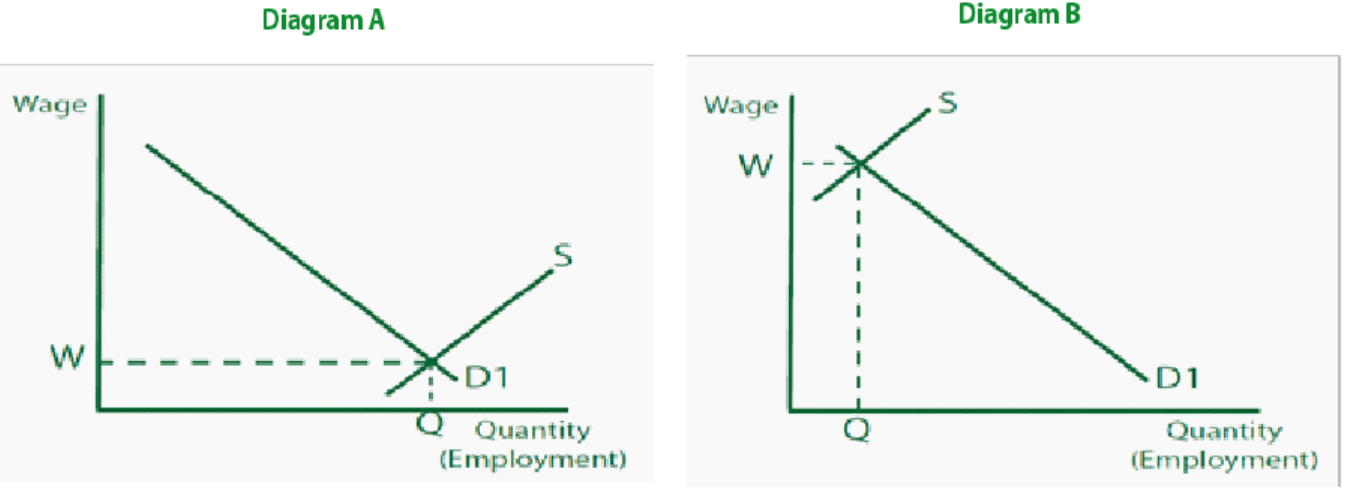 Diagram A
Wage
S
W
D1
Q
Quantity
(Employment)
Diagram B
Wage
S
W
D1
Q
Quantity
(Employment)